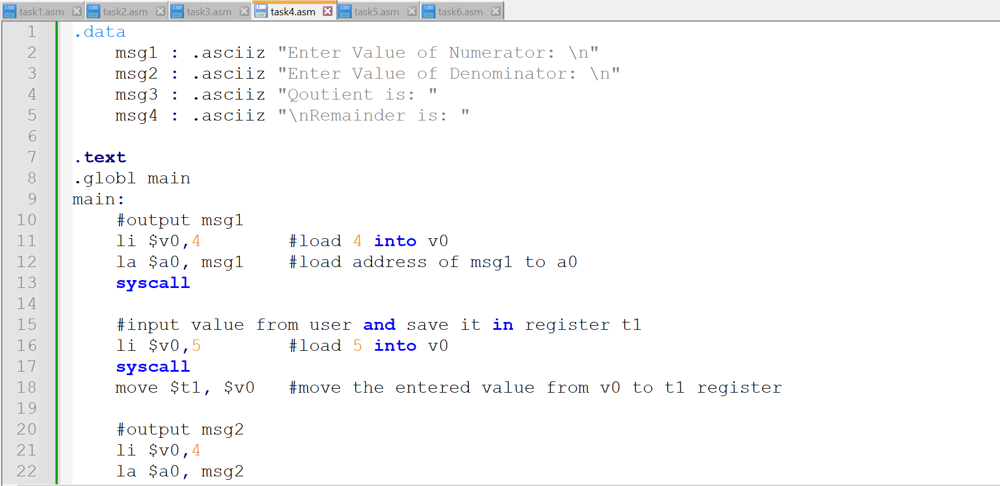 task1.asm task2.asm task3.asm task4.asm task5.asm task6.asm
1 .data
2 msg1 : .asciiz "Enter Value of Numerator: \n"
3 msg2 : .asciiz "Enter Value of Denominator: \n"
4 msg3 : .asciiz "Qoutient is: "
5 msg4 : .asciiz "\nRemainder is: "
6
7 .text
8 .globl main
9 main:
10 #output msg1
11 li $v0,4 #load 4 into v0
12 la $a0, msg1 #load address of msg1 to a0
13 syscall
14
15 #input value from user and save it in register t1
16 li $v0,5 #load 5 into v0
17 syscall
18 move $t1, $v0 #move the entered value from v0 to t1 register
19
20 #output msg2
21 li $v0,4
22 la $a0, msg2